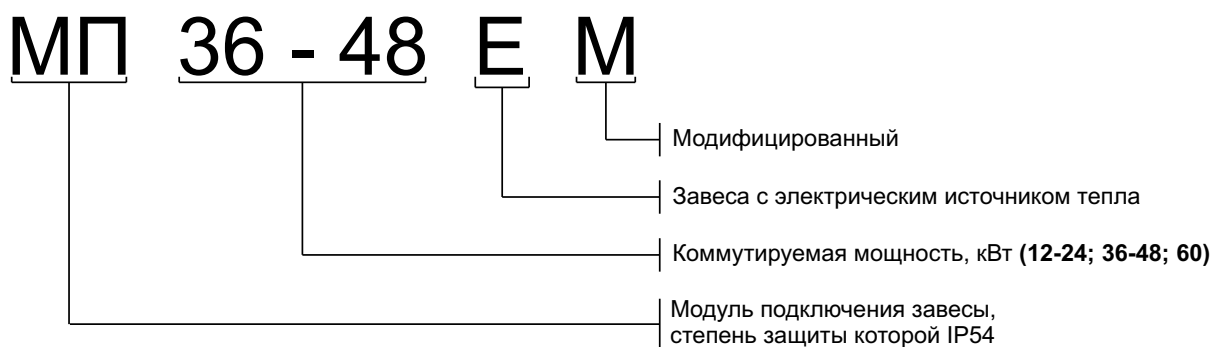 МП 36 - 48 Е М
Модифицированный
Завеса с электрическим источником тепла
Коммутируемая мощность, кВт (12-24; 36-48; 60)
Модуль подключения завесы,
степень защиты которой IP54